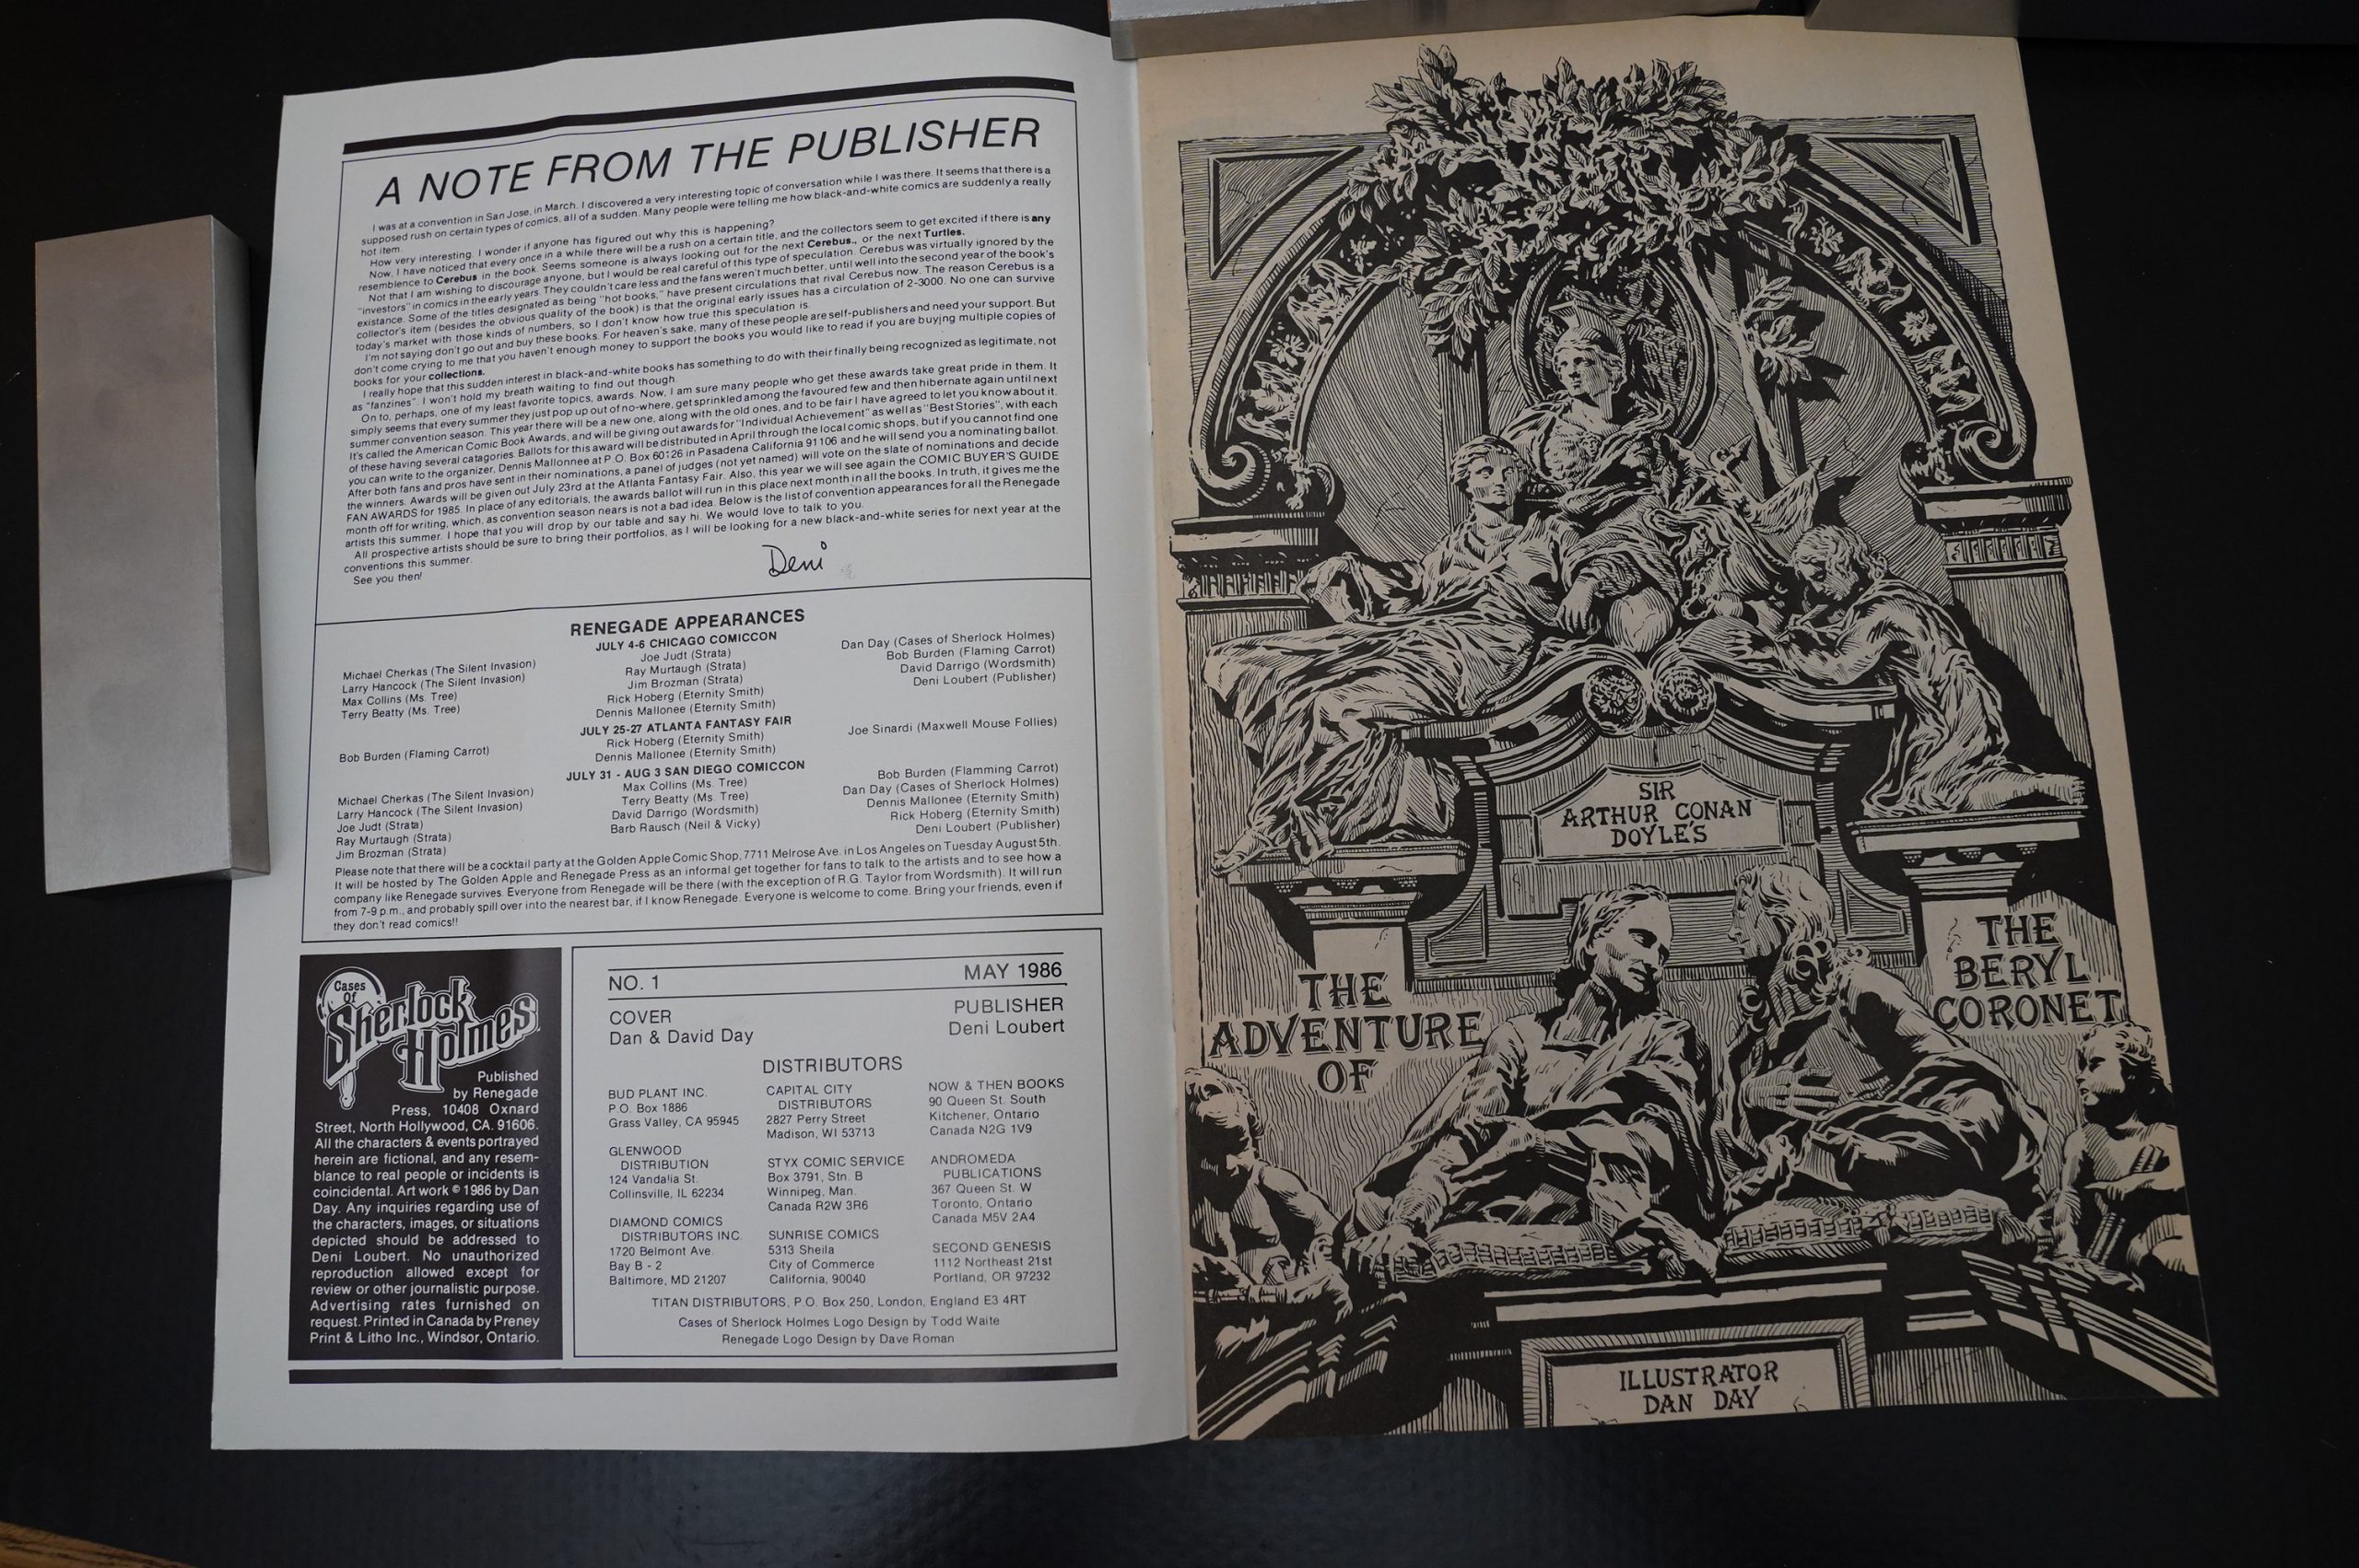 A NOTE FROM THE PUBLISHER
I was at a convention in San Jose, in March. I discovered a very interesting topic of conversation while I was there. It seems that there is a
supposed rush on certain types of comics, all of a sudden. Many people were telling me how black-and-white comics are suddenly a really
hot item.
How very interesting. I wonder if anyone has figured out why this is happening?
Now, I have noticed that every once in a while there will be a rush on a certain title, and the collectors seem to get excited if there is any
resemblence to Cerebus in the book. Seems someone is always looking out for the next Cerebus., or the next Turtles.
Not that I am wishing to discourage anyone, but I would be real careful of this type of speculation. Cerebus was virtually ignored by the
"investors" in comics in the early years. They couldn't care less and the fans weren't much better, until well into the second year of the book's
existance. Some of the titles designated as being "hot books," have present circulations that rival Cerebus now. The reason Cerebus is a
collector's item (besides the obvious quality of the book) is that the original early issues has a circulation of 2-3000. No one can survive
today's market with those kinds of numbers, so I don't know how true this speculation is.
I'm not saying don't go out and buy these books. For heaven's sake, many of these people are self-publishers and need your support. But
don't come crying to me that you haven't enough money to support the books you would like to read if you are buying multiple copies of
books for your collections.
I really hope that this sudden interest in black-and-white books has something to do with their finally being recognized as legitimate, not
as "fanzines". I won't hold my breath waiting to find out though.
On to, perhaps, one of my least favorite topics, awards. Now, I am sure many people who get these awards take great pride in them. It
simply seems that every summer they just pop up out of no-where, get sprinkled among the favoured few and then hibernate again until next
summer convention season. This year there will be a new one, along with the old ones, and to be fair I have agreed to let you know about it.
It's called the American Comic Book Awards, and will be giving out awards for "Individual Achievement" as well as "Best Stories", with each
of these having several catagories. Ballots for this award will be distributed in April through the local comic shops, but if you cannot find one
you can write to the organizer, Dennis Mallonnee at P.O. Box 60126 in Pasadena California 91106 and he will send you a nominating ballot.
After both fans and pros have sent in their nominations, a panel of judges (not yet named) will vote on the slate of nominations and decide
the winners. Awards will be given out July 23rd at the Atlanta Fantasy Fair. Also, this year we will see again the COMIC BUYER'S GUIDE
FAN AWARDS for 1985. In place of any editorials, the awards ballot will run in this place next month in all the books. In truth, it gives me the
month off for writing, which, as convention season nears is not a bad idea. Below is the list of convention appearances for all the Renegade
artists this summer. I hope that you will drop by our table and say hi. We would love to talk to you.
All prospective artists should be sure to bring their portfolios, as I will be looking for a new black-and-white series for next year at the
conventions this summer.
See you then!
Deni
RENEGADE APPEARANCES
JULY 4-6 CHICAGO COMICCON
Michael Cherkas (The Silent Invasion)
Larry Hancock (The Silent Invasion)
Max Collins (Ms. Tree)
Terry Beatty (Ms. Tree)
Joe Judt (Strata)
Ray Murtaugh (Strata)
Jim Brozman (Strata)
Rick Hoberg (Eternity Smith)
Dennis Mallonee (Eternity Smith)
Dan Day (Cases of Sherlock Holmes)
Bob Burden (Flaming Carrot)
David Darrigo (Wordsmith)
Deni Loubert (Publisher)
JULY 25-27 ATLANTA FANTASY FAIR
Bob Burden (Flaming Carrot)
Rick Hoberg (Eternity Smith)
Dennis Mallonee (Eternity Smith)
Joe Sinardi (Maxwell Mouse Follies)
JULY 31 - AUG 3 SAN DIEGO COMICCON
Michael Cherkas (The Silent Invasion)
Larry Hancock (The Silent Invasion)
Joe Judt (Strata)
Ray Murtaugh (Strata)
Jim Brozman (Strata)
Max Collins (Ms. Tree)
Terry Beatty (Ms. Tree)
David Darrigo (Wordsmith)
Barb Rausch (Neil & Vicky)
Bob Burden (Flamming Carrot)
Dan Day (Cases of Sherlock Holmes)
Dennis Mallonee (Eternity Smith)
Rick Hoberg (Eternity Smith)
Deni Loubert (Publisher)
Please note that there will be a cocktail party at the Golden Apple Comic Shop, 7711 Melrose Ave. in Los Angeles on Tuesday August 5th.
It will be hosted by The Golden Apple and Renegade Press as an informal get together for fans to talk to the artists and to see how a
company like Renegade survives. Everyone from Renegade will be there (with the exception of R.G. Taylor from Wordsmith). It will run
from 7-9 p.m., and probably spill over into the nearest bar, if I know Renegade. Everyone is welcome to come. Bring your friends, even if
they don't read comics!!
Cases
Of
Sherlock
Holmes
Published
by Renegade
Press, 10408 Oxnard
Street, North Hollywood, CA. 91606.
All the characters & events portrayed
herein are fictional, and any resem-
blance to real people or incidents is
coincidental. Art work © 1986 by Dan
Day. Any inquiries regarding use of
the characters, images, or situations
depicted should be addressed to
Deni Loubert. No unauthorized
reproduction allowed except for
review or other journalistic purpose.
Advertising rates furnished on
request. Printed in Canada by Preney
Print & Litho Inc., Windsor, Ontario.
NO. 1
MAY 1986
COVER
Dan & David Day
PUBLISHER
Deni Loubert
DISTRIBUTORS
BUD PLANT INC.
P.O. Box 1886
Grass Valley, CA 95945
GLENWOOD
DISTRIBUTION
124 Vandalia St.
Collinsville, IL 62234
DIAMOND COMICS
DISTRIBUTORS INC.
1720 Belmont Ave.
Bay B - 2
Baltimore, MD 21207
CAPITAL CITY
DISTRIBUTORS
2827 Perry Street
Madison, WI 53713
STYX COMIC SERVICE
Box 3791, Stn. B
Winnipeg, Man.
Canada R2W 3R6
SUNRISE COMICS
5313 Sheila
City of Commerce
California, 90040
NOW & THEN BOOKS
90 Queen St. South
Kitchener, Ontario
Canada N2G 1V9
ANDROMEDA
PUBLICATIONS
367 Queen St. W
Toronto, Ontario
Canada M5V 2A4
SECOND GENESIS
1112 Northeast 21st
Portland, OR 97232
TITAN DISTRIBUTORS, P.O. Box 250, London, England E3 4RT
Cases of Sherlock Holmes Logo Design by Todd Waite
Renegade Logo Design by Dave Roman
SIR
ARTHUR CONAN
DOYLE'S
THE
ADVENTURE
OF
THE
BERYL
CORONET
ILLUSTRATOR
DAN DAY